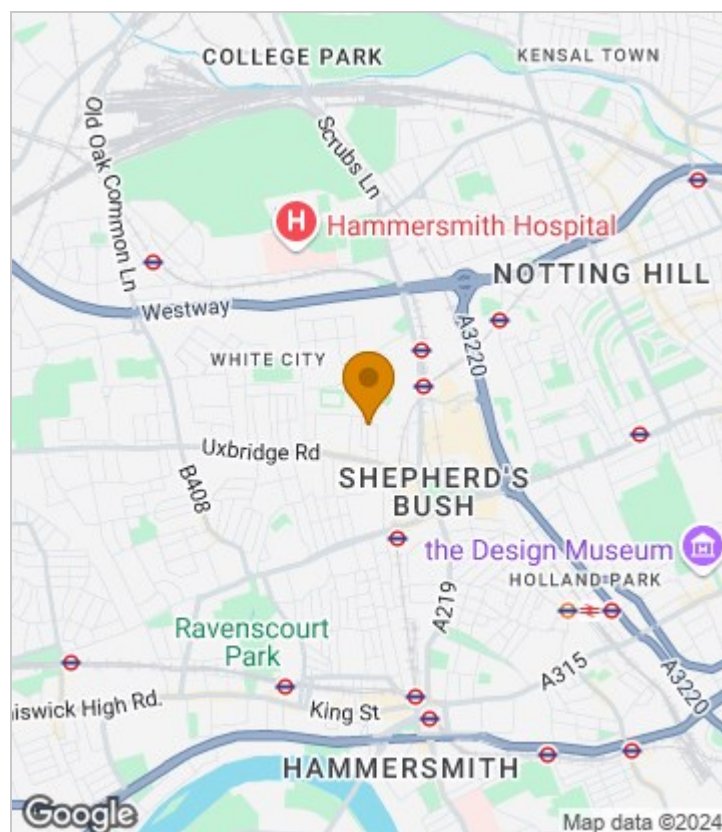 COLLEGE PARK
KENSAL TOWN
Old Oak Common Ln
Scrubs Ln
H
Hammersmith Hospital
NOTTING HILL
Westway
A3220
WHITE CITY
Uxbridge Rd
SHEPHERD'S
BUSH
B408
the Design Museum
HOLLAND PARK
A219
Ravenscourt
Park
A315
A3220
niswick High Rd.
King St
HAMMERSMITH
Google
Map data ©2024